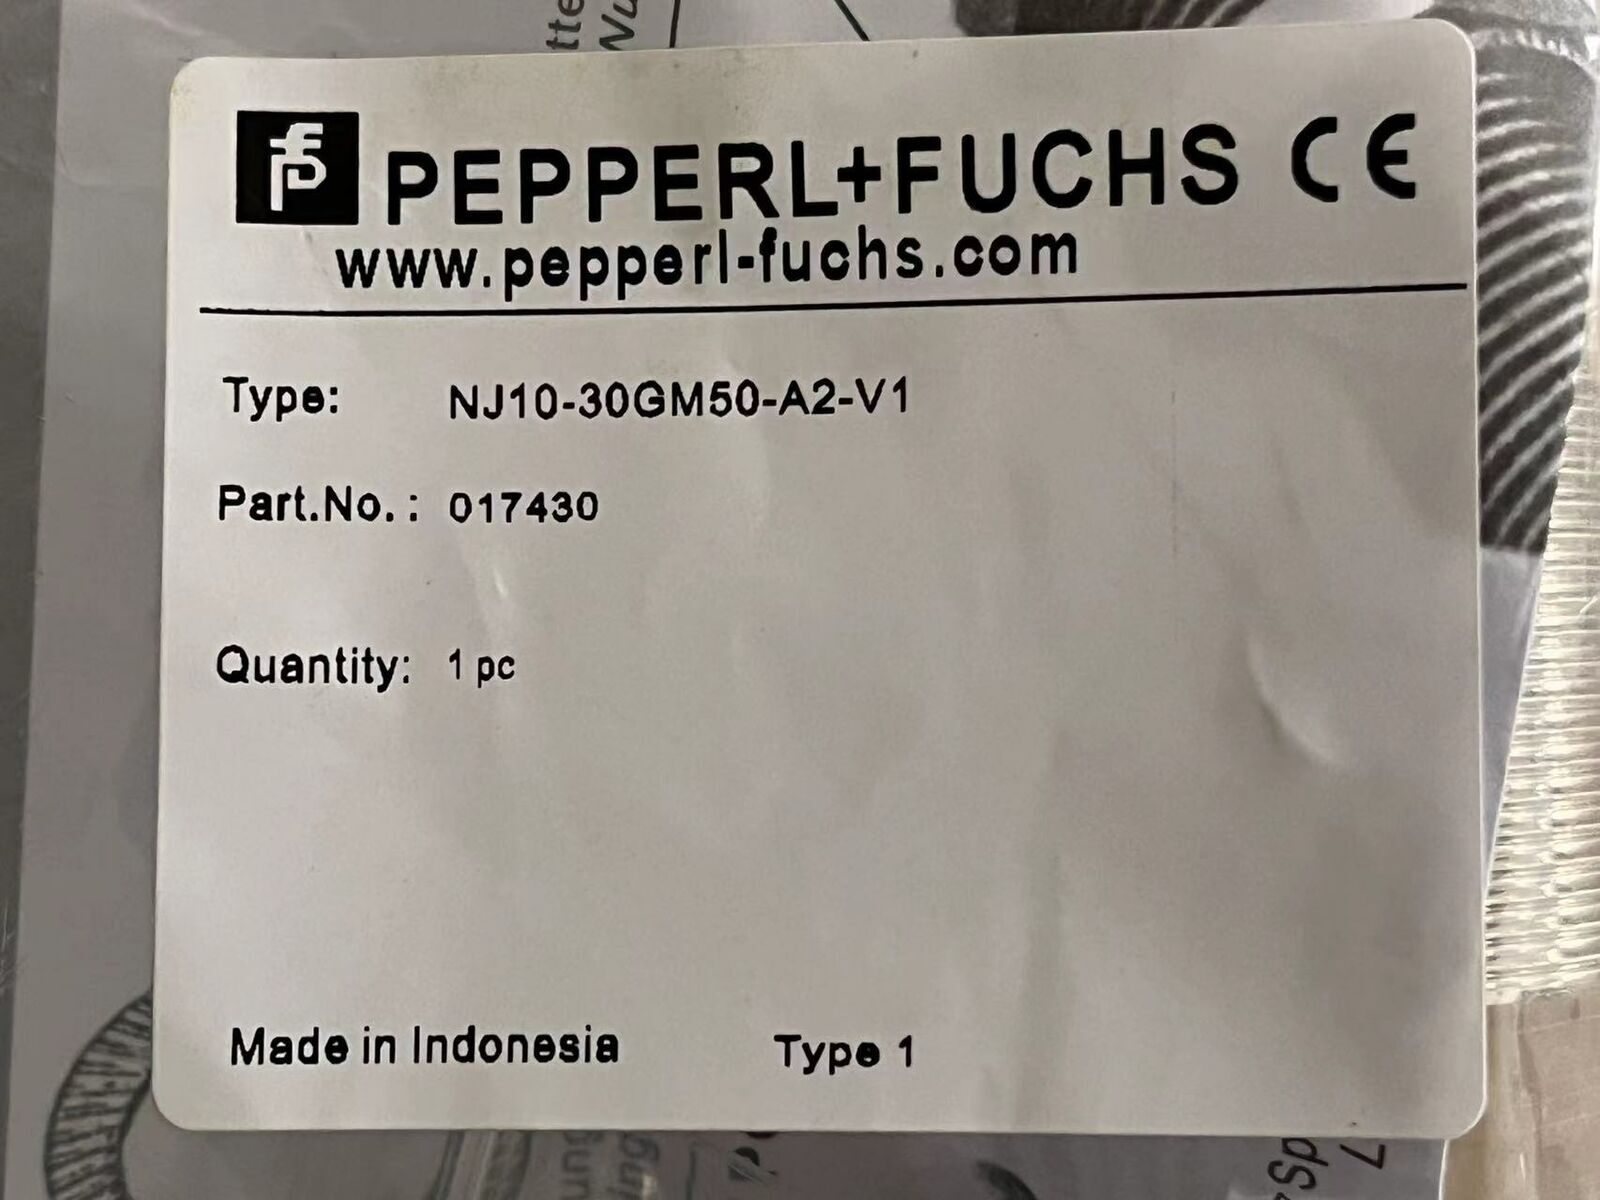 PEPPERL+FUCHS CE
www.pepperl-fuchs.com
Type: NJ10-30GM50-A2-V1
Part.No.: 017430
Quantity: 1 pc
Made in Indonesia Type 1